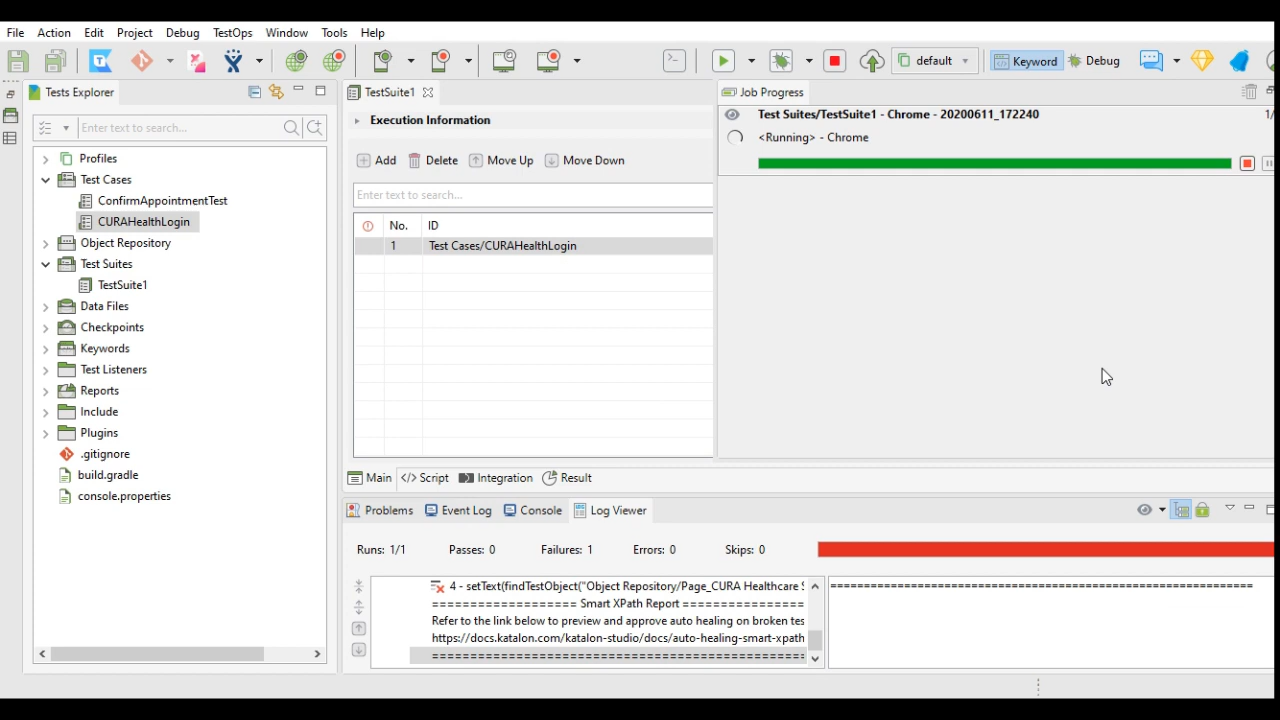 File Action Edit Project Debug TestOps Window Tools Help
default Keyword Debug
Tests Explorer
Enter text to search...
Profiles
Test Cases
ConfirmAppointmentTest
CURAHealthLogin
Object Repository
Test Suites
TestSuite1
Data Files
Checkpoints
Keywords
Test Listeners
Reports
Include
Plugins
.gitignore
build.gradle
console.properties
TestSuite1
Execution Information
Add Delete Move Up Move Down
Enter text to search...
No. ID
1 Test Cases/CURAHealthLogin
Main </> Script Integration Result
Job Progress
Test Suites/TestSuite1 - Chrome - 20200611_172240 1/
<Running> - Chrome
Problems Event Log Console Log Viewer
Runs: 1/1 Passes: 0 Failures: 1 Errors: 0 Skips: 0
4 - setText(findTestObject("Object Repository/Page_CURA Healthcare S
=================== Smart XPath Report ===================
Refer to the link below to preview and approve auto healing on broken tes
https://docs.katalon.com/katalon-studio/docs/auto-healing-smart-xpath